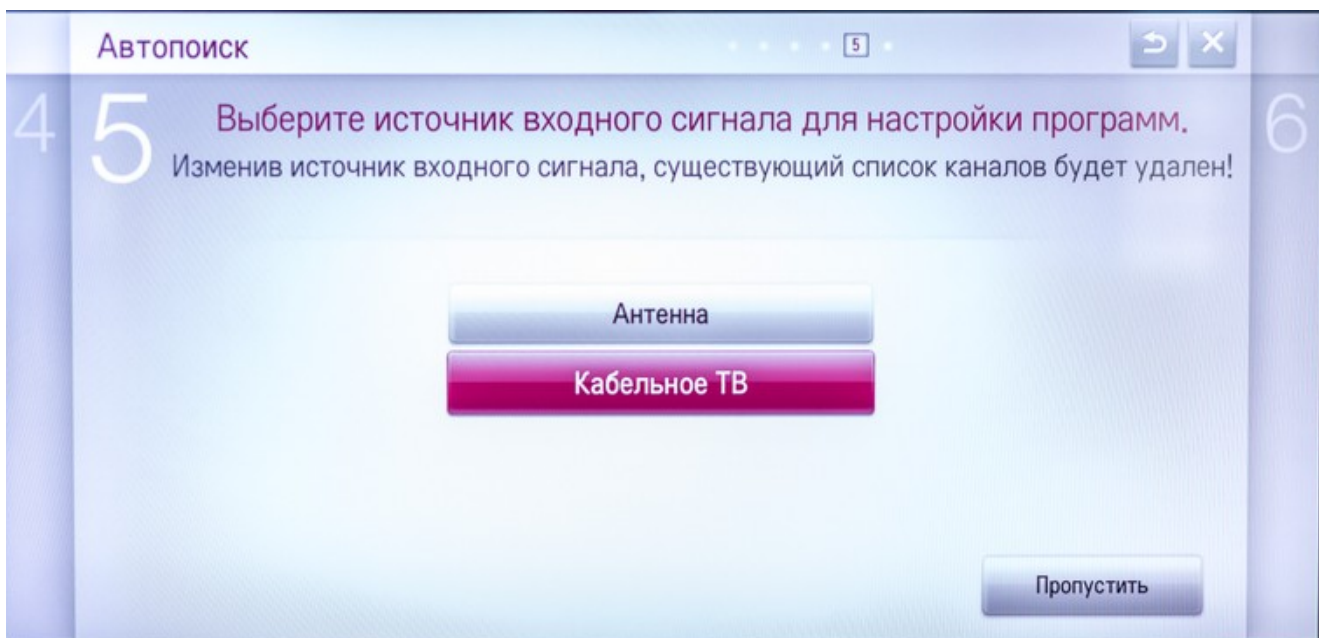 Автопоиск
5
4
5
6
Выберите источник входного сигнала для настройки программ.
Изменив источник входного сигнала, существующий список каналов будет удален!
Антенна
Кабельное ТВ
Пропустить